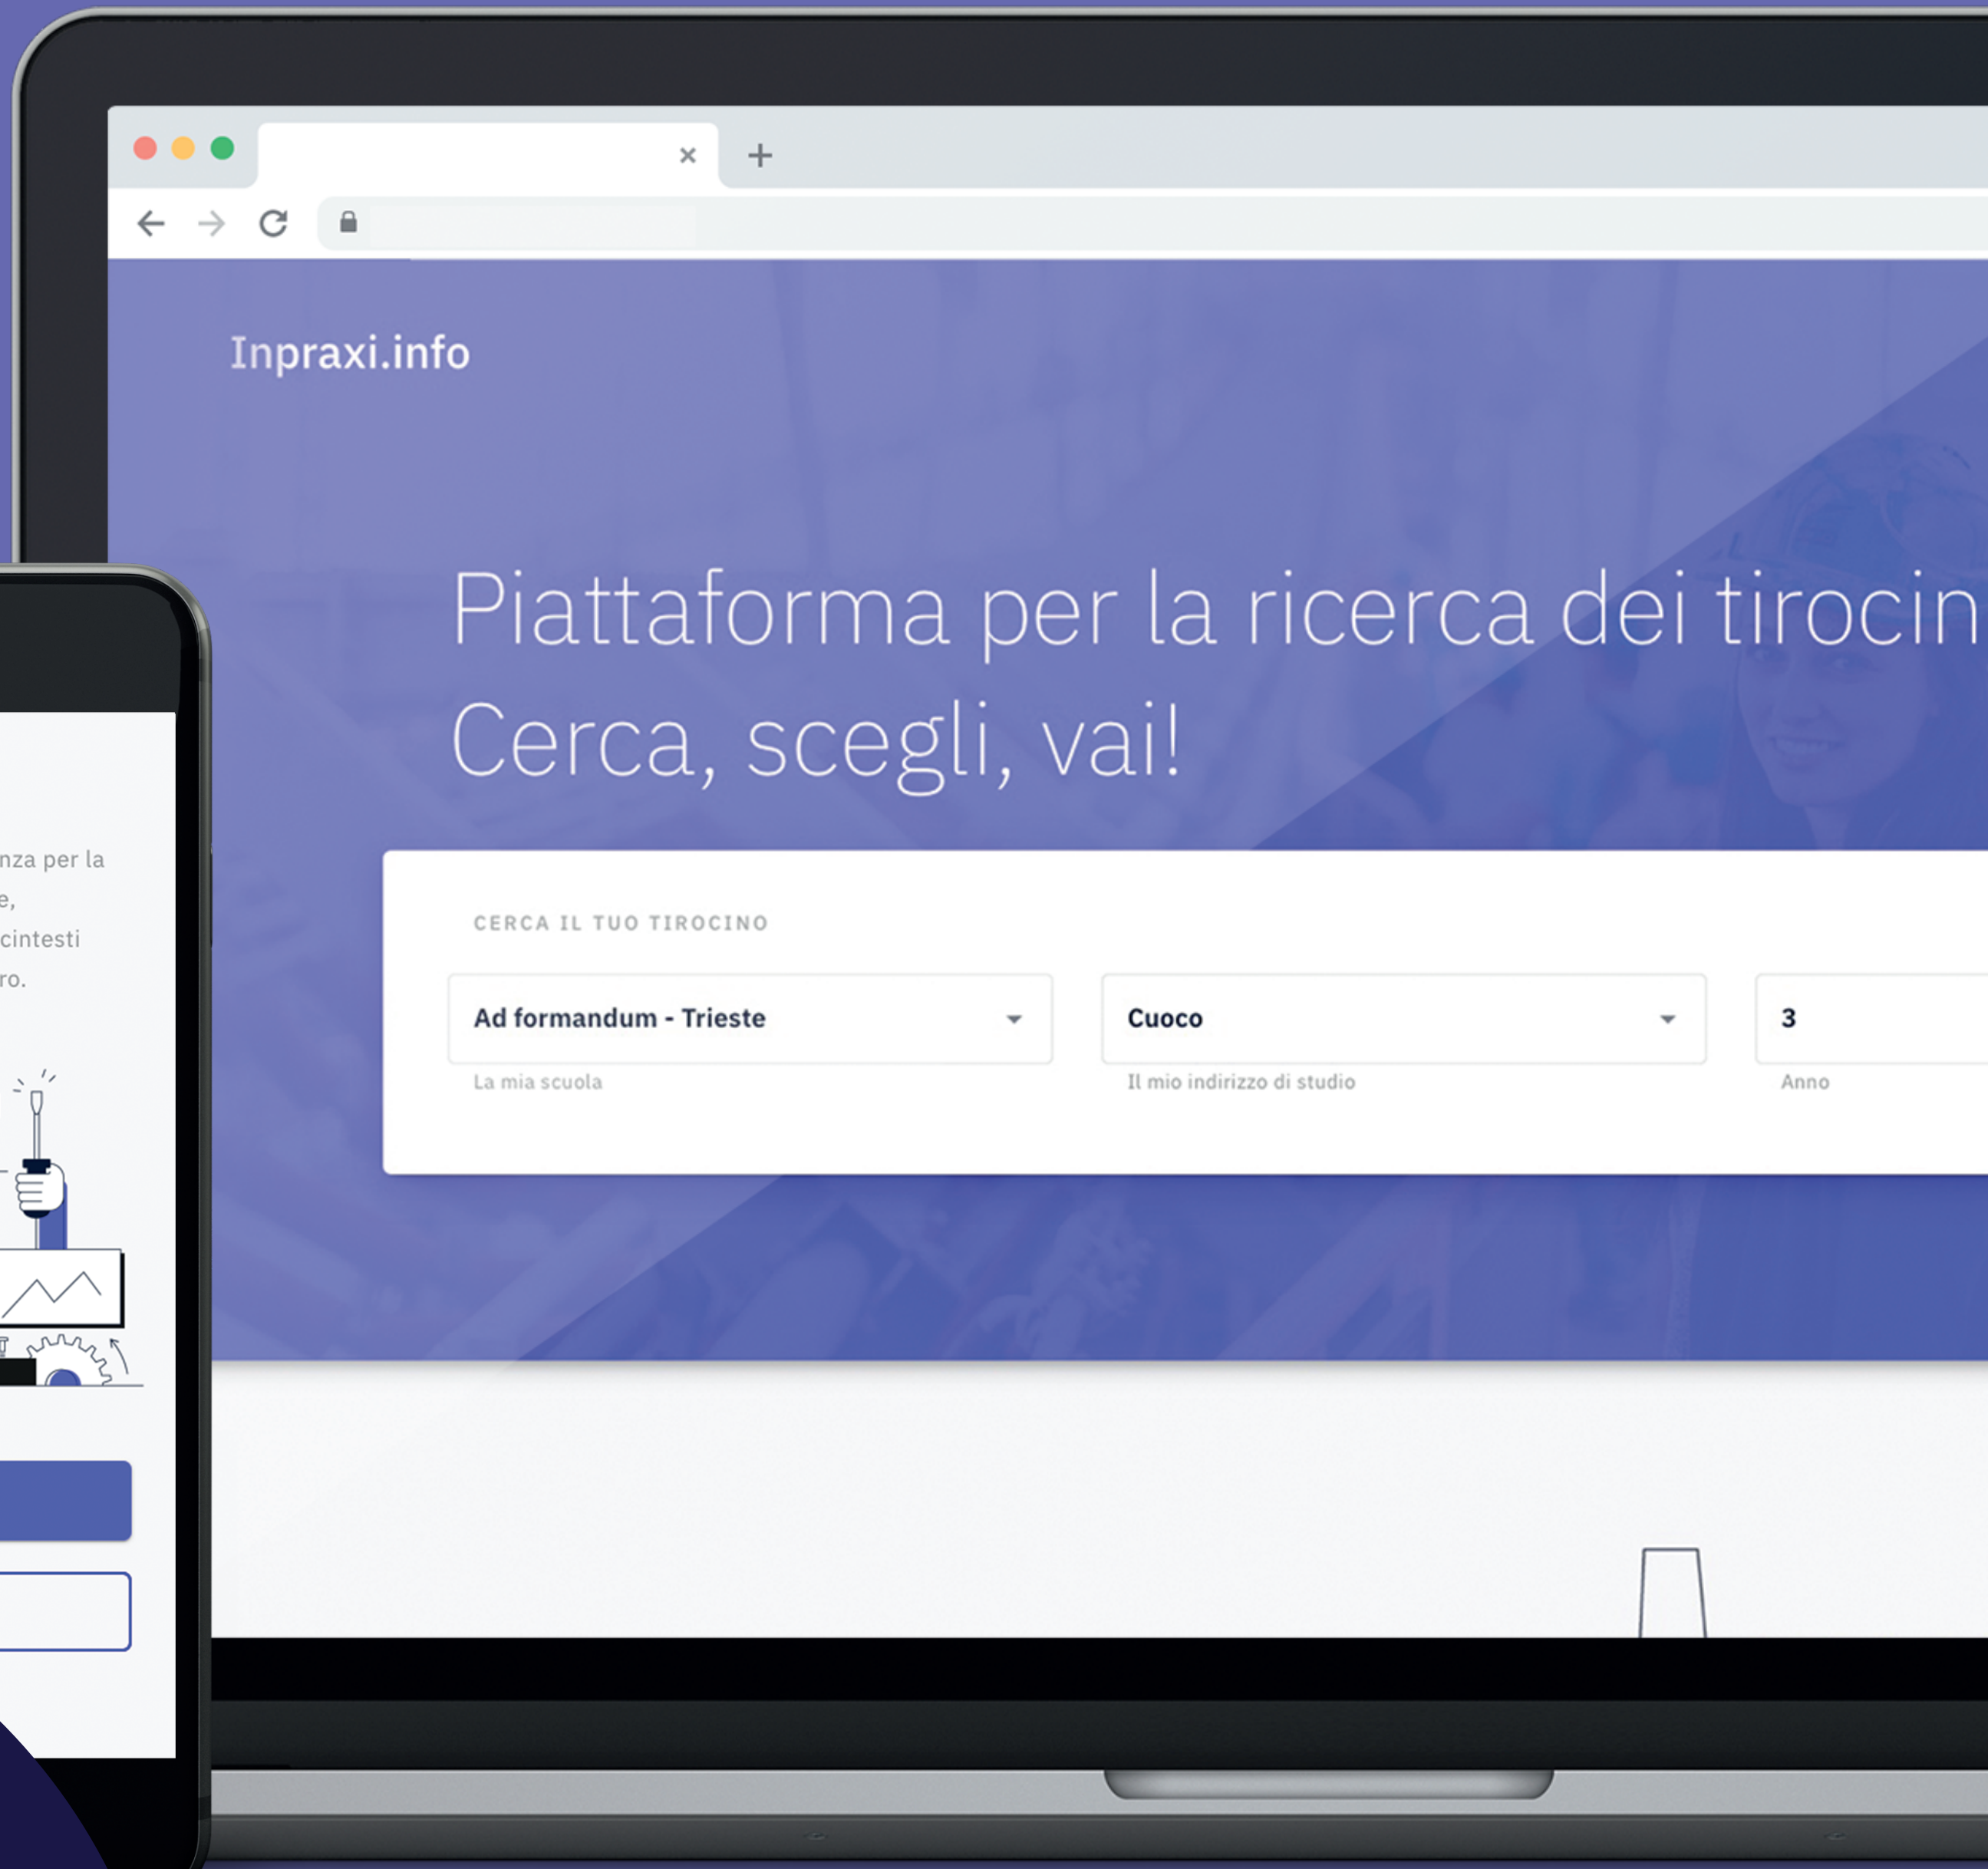 Inpraxi.info
Piattaforma per la ricerca dei tirocin
Cerca, scegli, vai!
CERCA IL TUO TIROCINO
Ad formandum - Trieste
Cuoco
3
La mia scuola
Il mio indirizzo di studio
Anno
nza per la
e,
cintesti
ro.